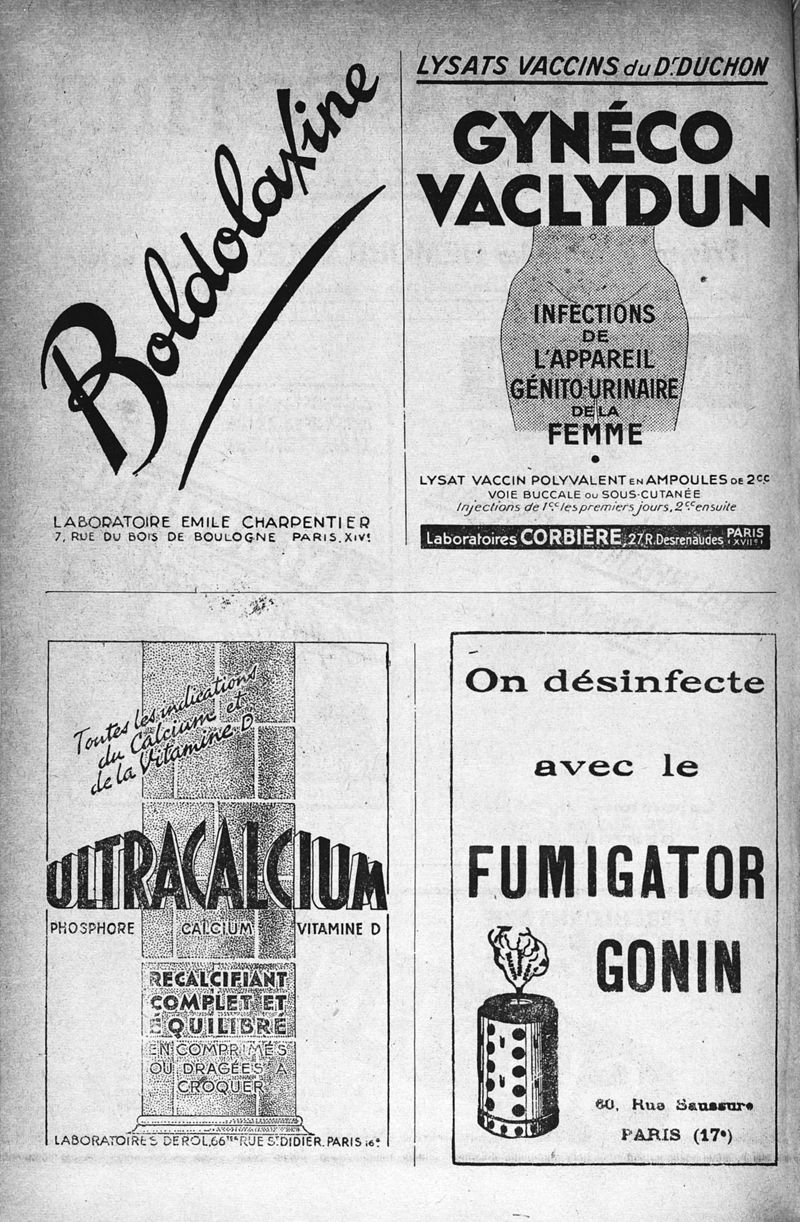 Boldolaxine
LABORATOIRE EMILE CHARPENTIER
7, RUE DU BOIS DE BOULOGNE PARIS. XVIᵉ
LYSATS VACCINS du Dʳ. DUCHON
GYNÉCO
VACLYDUN
INFECTIONS
DE
L'APPAREIL
GÉNITO-URINAIRE
DE LA
FEMME
•
LYSAT VACCIN POLYVALENT EN AMPOULES DE 2 c.c
VOIE BUCCALE OU SOUS-CUTANÉE
Injections de 1cc les premiers jours, 2cc ensuite
Laboratoires CORBIÈRE, 27, R. Desrenaudes PARIS (XVIIᵉ)
Toutes les indications
du Calcium et
de la Vitamine D
ULTRACALCIUM
PHOSPHORE CALCIUM VITAMINE D
RECALCIFIANT
COMPLET ET
ÉQUILIBRÉ
EN COMPRIMÉS
OU DRAGÉES A
CROQUER
LABORATOIRES DEROL, 66ᵀᴱᴿ RUE Sᵀ DIDIER. PARIS 16ᵉ
On désinfecte
avec le
FUMIGATOR
GONIN
60, Rue Saussure
PARIS (17ᵉ)